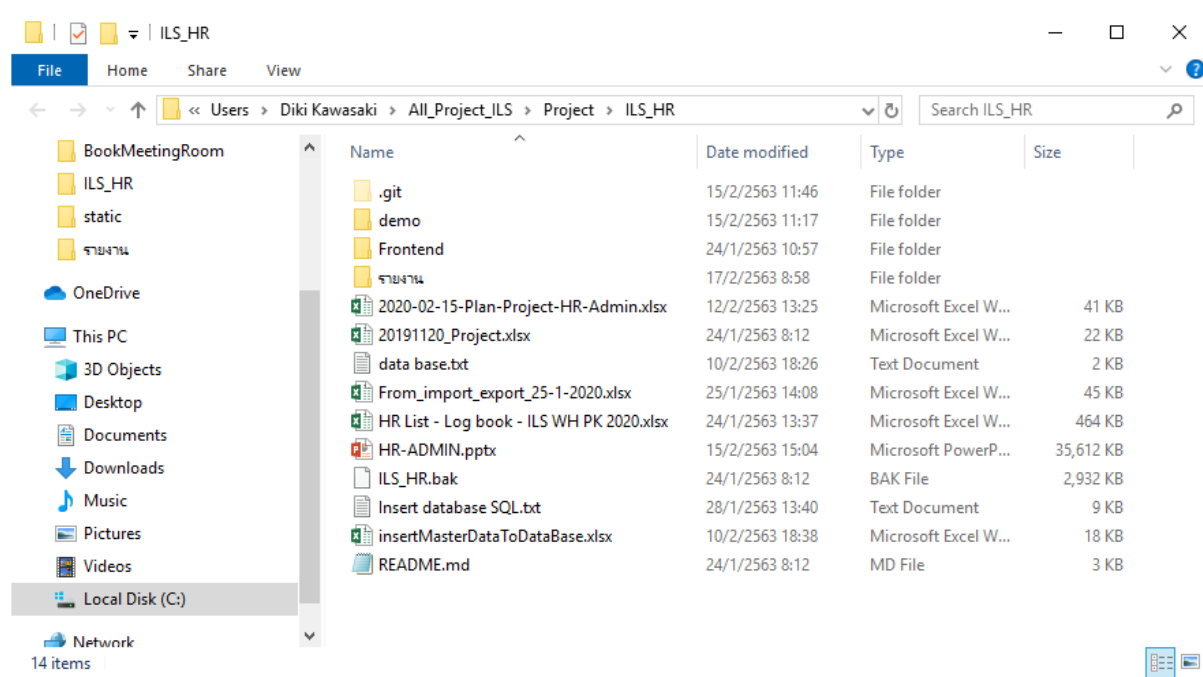 ILS_HR
File Home Share View
« Users > Diki Kawasaki > All_Project_ILS > Project > ILS_HR Search ILS_HR
BookMeetingRoom
ILS_HR
static
รายงาน
OneDrive
This PC
3D Objects
Desktop
Documents
Downloads
Music
Pictures
Videos
Local Disk (C:)
Network
Name Date modified Type Size
.git 15/2/2563 11:46 File folder
demo 15/2/2563 11:17 File folder
Frontend 24/1/2563 10:57 File folder
รายงาน 17/2/2563 8:58 File folder
2020-02-15-Plan-Project-HR-Admin.xlsx 12/2/2563 13:25 Microsoft Excel W... 41 KB
20191120_Project.xlsx 24/1/2563 8:12 Microsoft Excel W... 22 KB
data base.txt 10/2/2563 18:26 Text Document 2 KB
From_import_export_25-1-2020.xlsx 25/1/2563 14:08 Microsoft Excel W... 45 KB
HR List - Log book - ILS WH PK 2020.xlsx 24/1/2563 13:37 Microsoft Excel W... 464 KB
HR-ADMIN.pptx 15/2/2563 15:04 Microsoft PowerP... 35,612 KB
ILS_HR.bak 24/1/2563 8:12 BAK File 2,932 KB
Insert database SQL.txt 28/1/2563 13:40 Text Document 9 KB
insertMasterDataToDataBase.xlsx 10/2/2563 18:38 Microsoft Excel W... 18 KB
README.md 24/1/2563 8:12 MD File 3 KB
14 items